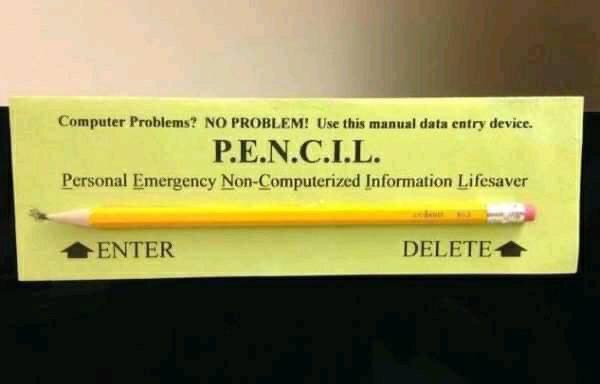 Computer Problems? NO PROBLEM! Use this manual data entry device.
P.E.N.C.I.L.
Personal Emergency Non-Computerized Information Lifesaver
ENTER
DELETE